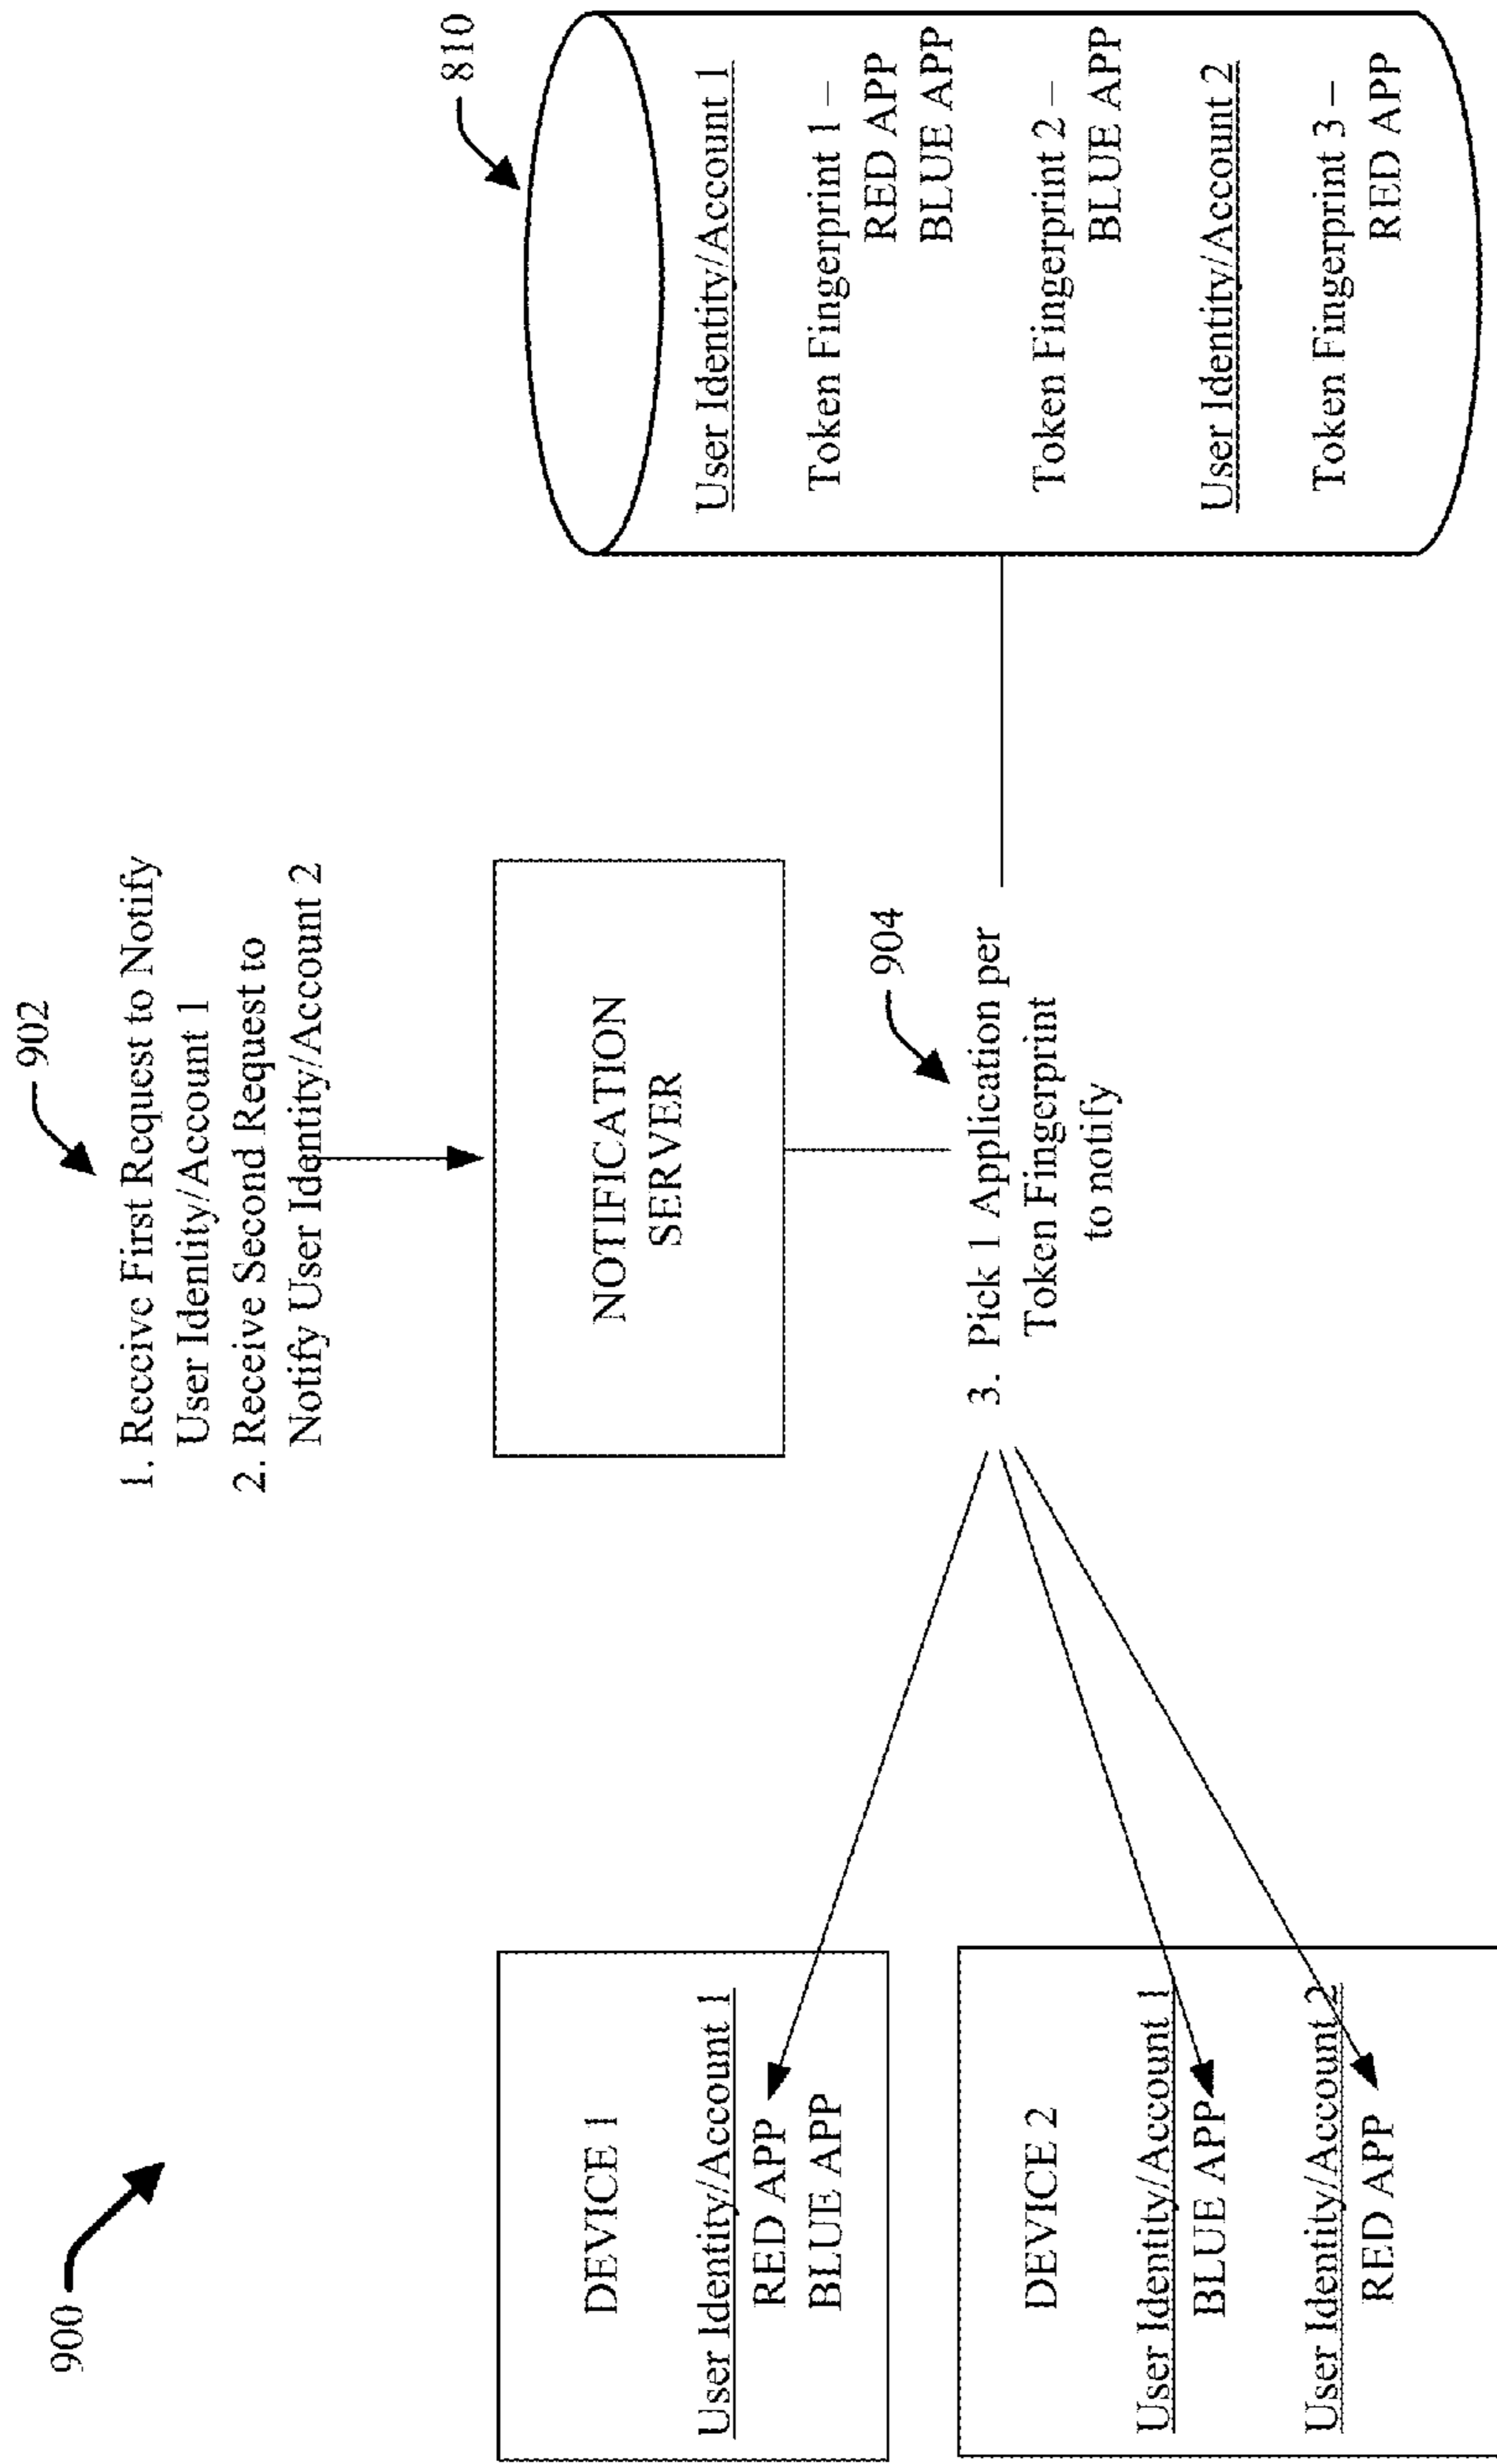 900
902
1. Receive First Request to Notify
User Identity/Account 1
2. Receive Second Request to
Notify User Identity/Account 2
NOTIFICATION
SERVER
904
3. Pick 1 Application per
Token Fingerprint
to notify
DEVICE 1
User Identity/Account 1
RED APP
BLUE APP
DEVICE 2
User Identity/Account 1
BLUE APP
User Identity/Account 2
RED APP
810
User Identity/Account 1
Token Fingerprint 1 –
RED APP
BLUE APP
Token Fingerprint 2 –
BLUE APP
User Identity/Account 2
Token Fingerprint 3 –
RED APP